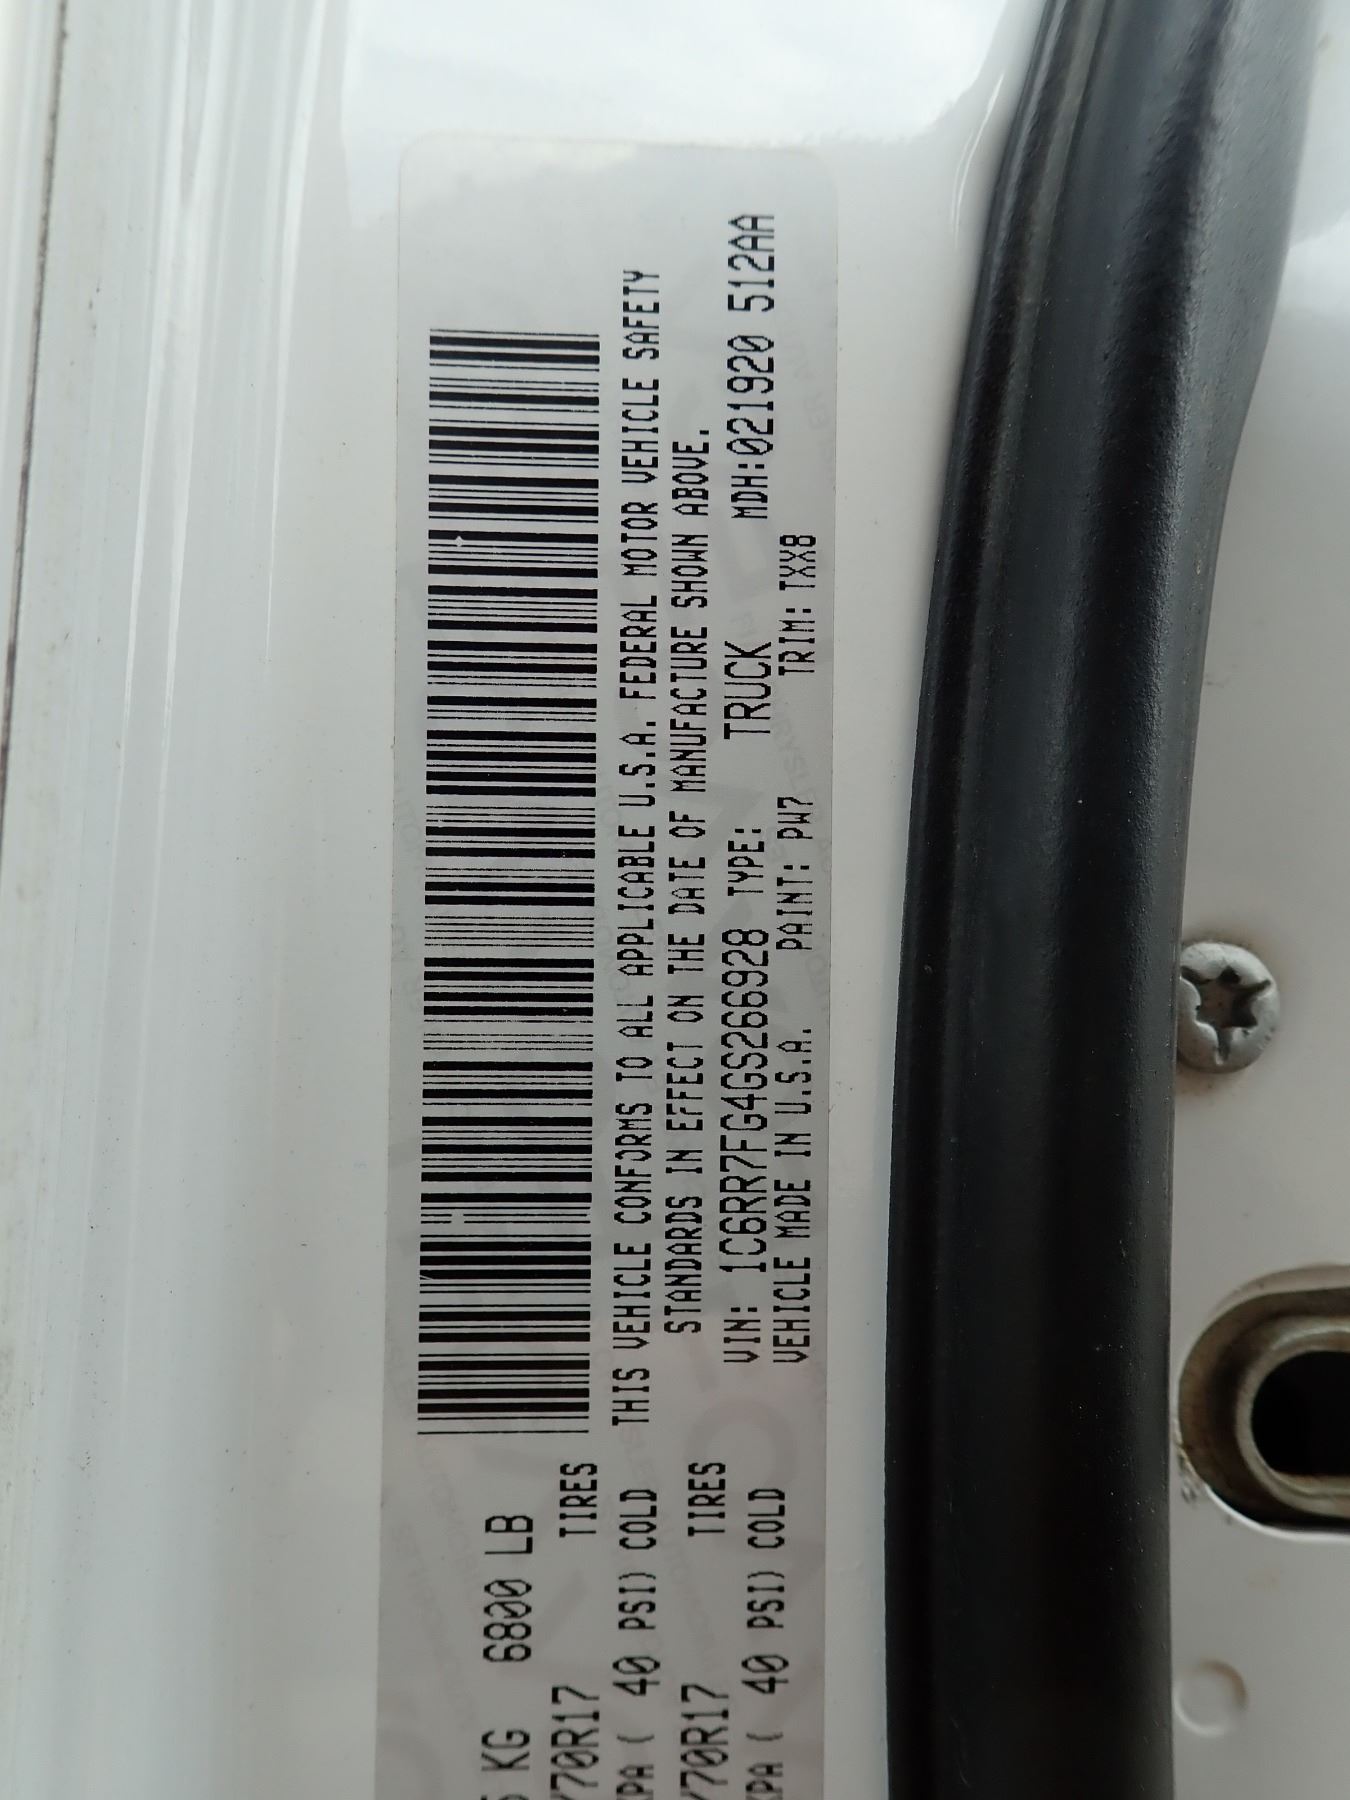 KG 6800 LB
70R17 TIRES
( 40 PSI) COLD
70R17 TIRES
( 40 PSI) COLD
THIS VEHICLE CONFORMS TO ALL APPLICABLE U.S.A. FEDERAL MOTOR VEHICLE SAFETY
STANDARDS IN EFFECT ON THE DATE OF MANUFACTURE SHOWN ABOVE.
VIN: 1C6RR7FG4GS266928 TYPE: TRUCK MDH:021920 512AA
VEHICLE MADE IN U.S.A. PAINT: PW7 TRIM: TXX8